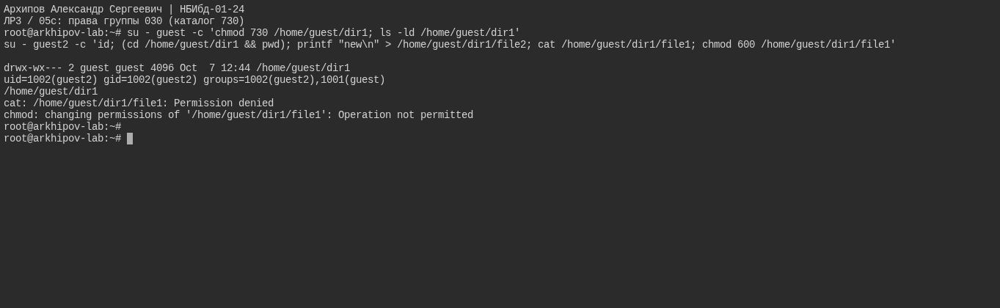 Архипов Александр Сергеевич | НБИбд-01-24
ЛР3 / 05c: права группы 030 (каталог 730)
root@arkhipov-lab:~# su - guest -c 'chmod 730 /home/guest/dir1; ls -ld /home/guest/dir1'
su - guest2 -c 'id; (cd /home/guest/dir1 && pwd); printf "new\n" > /home/guest/dir1/file2; cat /home/guest/dir1/file1; chmod 600 /home/guest/dir1/file1'
drwx-wx--- 2 guest guest 4096 Oct  7 12:44 /home/guest/dir1
uid=1002(guest2) gid=1002(guest2) groups=1002(guest2),1001(guest)
/home/guest/dir1
cat: /home/guest/dir1/file1: Permission denied
chmod: changing permissions of '/home/guest/dir1/file1': Operation not permitted
root@arkhipov-lab:~#
root@arkhipov-lab:~#